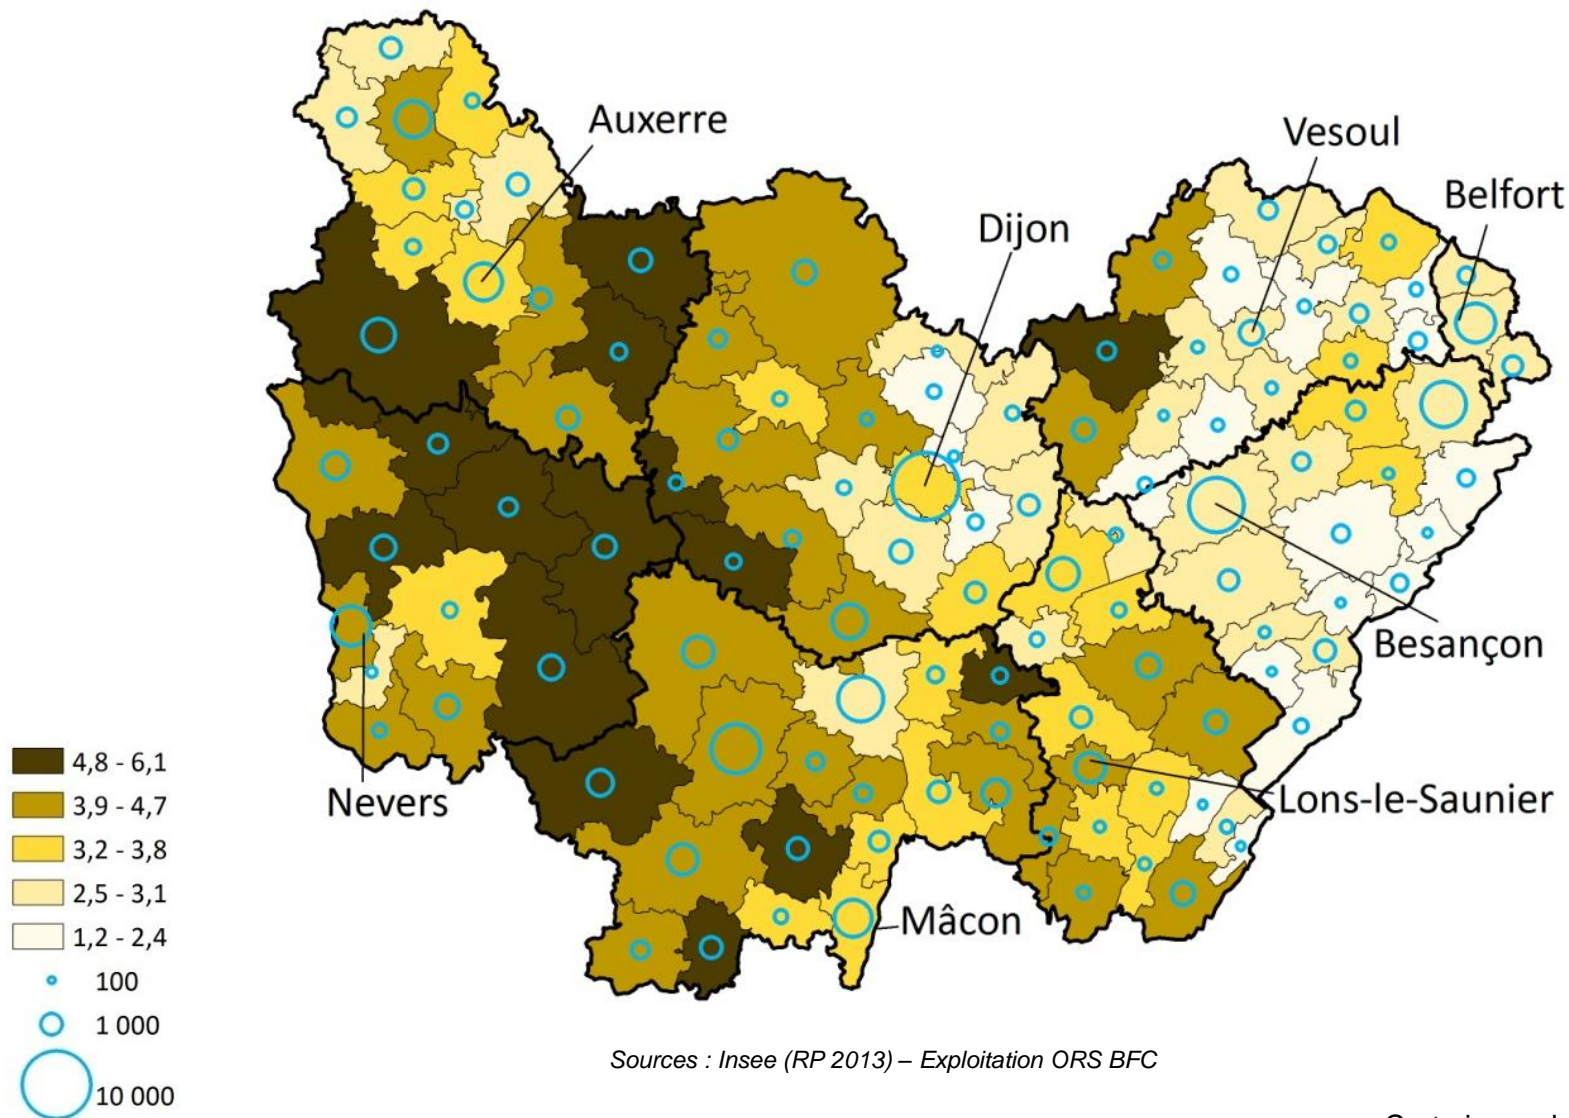 Auxerre
Vesoul
Belfort
Dijon
Besançon
Nevers
Lons-le-Saunier
Mâcon
4,8 - 6,1
3,9 - 4,7
3,2 - 3,8
2,5 - 3,1
1,2 - 2,4
100
1 000
10 000
Sources : Insee (RP 2013) – Exploitation ORS BFC